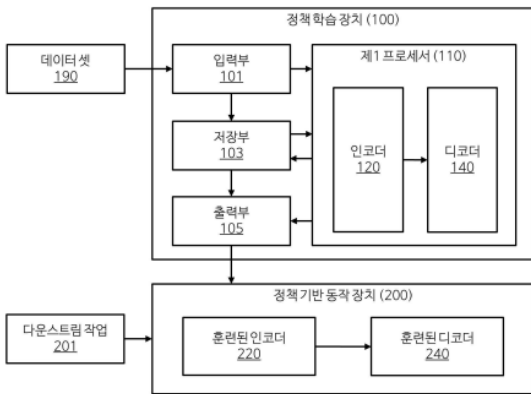 정책 학습 장치 (100)
데이터 셋
190
입력부
101
제1 프로세서 (110)
저장부
103
인코더
120
디코더
140
출력부
105
정책 기반 동작 장치 (200)
다운스트림 작업
201
훈련된 인코더
220
훈련된 디코더
240